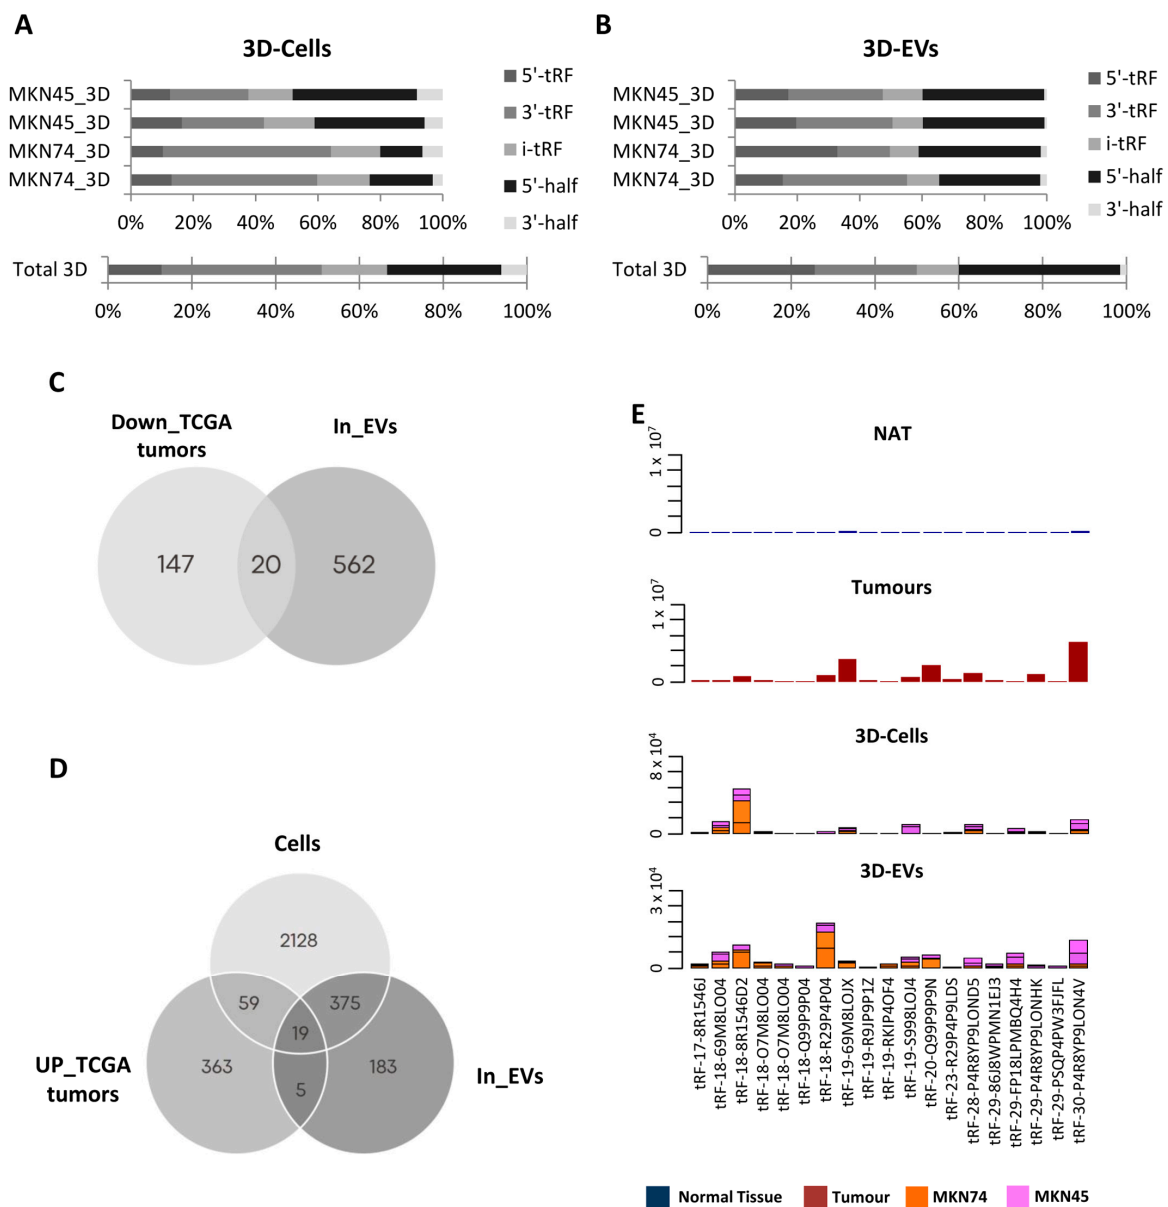 A
3D-Cells
MKN45_3D
MKN45_3D
MKN74_3D
MKN74_3D
0% 20% 40% 60% 80% 100%
5'-tRF
3'-tRF
i-tRF
5'-half
3'-half
Total 3D
0% 20% 40% 60% 80% 100%
B
3D-EVs
MKN45_3D
MKN45_3D
MKN74_3D
MKN74_3D
0% 20% 40% 60% 80% 100%
5'-tRF
3'-tRF
i-tRF
5'-half
3'-half
Total 3D
0% 20% 40% 60% 80% 100%
C
Down_TCGA
tumors
In_EVs
147 20 562
D
Cells
2128
59 375
19
363 183
5
UP_TCGA
tumors
In_EVs
E
NAT
1 x 10⁷
0
Tumours
1 x 10⁷
0
3D-Cells
8 x 10⁴
0
3D-EVs
3 x 10⁴
0
tRF-17-8R1546J
tRF-18-69M8LO04
tRF-18-8R1546D2
tRF-18-O7M8LO04
tRF-18-O7M8LO04
tRF-18-Q99P9P04
tRF-18-R29P4P04
tRF-19-69M8LOJX
tRF-19-R9JP9P1Z
tRF-19-RKIP4OF4
tRF-19-S998LOJ4
tRF-20-Q99P9P9N
tRF-23-R29P4P9LDS
tRF-28-P4R8YP9LOND5
tRF-29-86J8WPMN1EJ3
tRF-29-FP18LPMBQ4H4
tRF-29-P4R8YP9LONHK
tRF-29-PSQP4PW3FJFL
tRF-30-P4R8YP9LON4V
Normal Tissue Tumour MKN74 MKN45